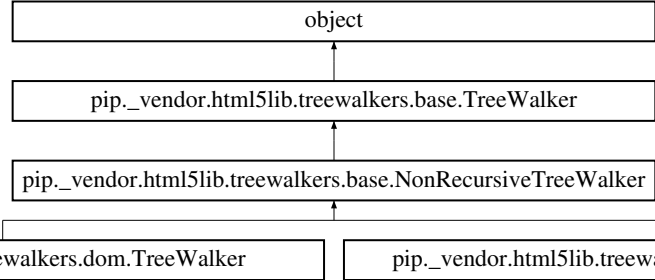 object
pip._vendor.html5lib.treewalkers.base.TreeWalker
pip._vendor.html5lib.treewalkers.base.NonRecursiveTreeWalker
ewalkers.dom.TreeWalker pip._vendor.html5lib.treewa